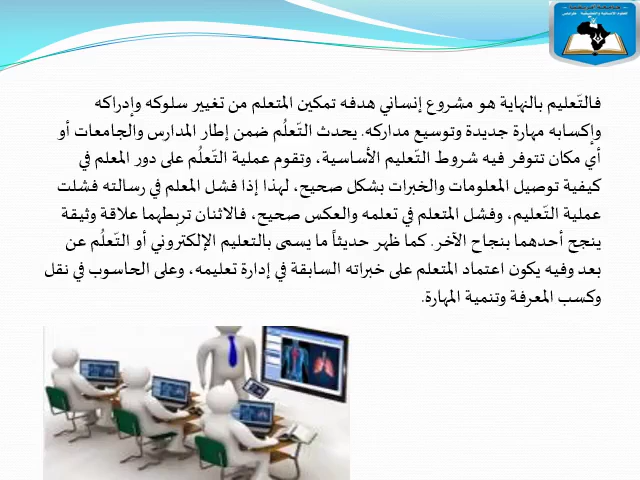 فالتّعليم بالنهاية هو مشروع إنساني هدفه تمكين المتعلم من تغيير سلوكه وإدراكه
وإكسابه مهارة جديدة وتوسيع مداركه. يحدث التّعلُم ضمن إطار المدارس والجامعات أو
أي مكان تتوفر فيه شروط التّعليم الأساسية، وتقوم عملية التّعلُم على دور المعلم في
كيفية توصيل المعلومات والخبرات بشكل صحيح، لهذا إذا فشل المعلم في رسالته فشلت
عملية التّعليم، وفشل المتعلم في تعلمه والعكس صحيح، فالاثنان تربطهما علاقة وثيقة
ينجح أحدهما بنجاح الآخر. كما ظهر حديثاً ما يسمى بالتعليم الإلكتروني أو التّعلُم عن
بعد وفيه يكون اعتماد المتعلم على خبراته السابقة في إدارة تعليمه، وعلى الحاسوب في نقل
وكسب المعرفة وتنمية المهارة.